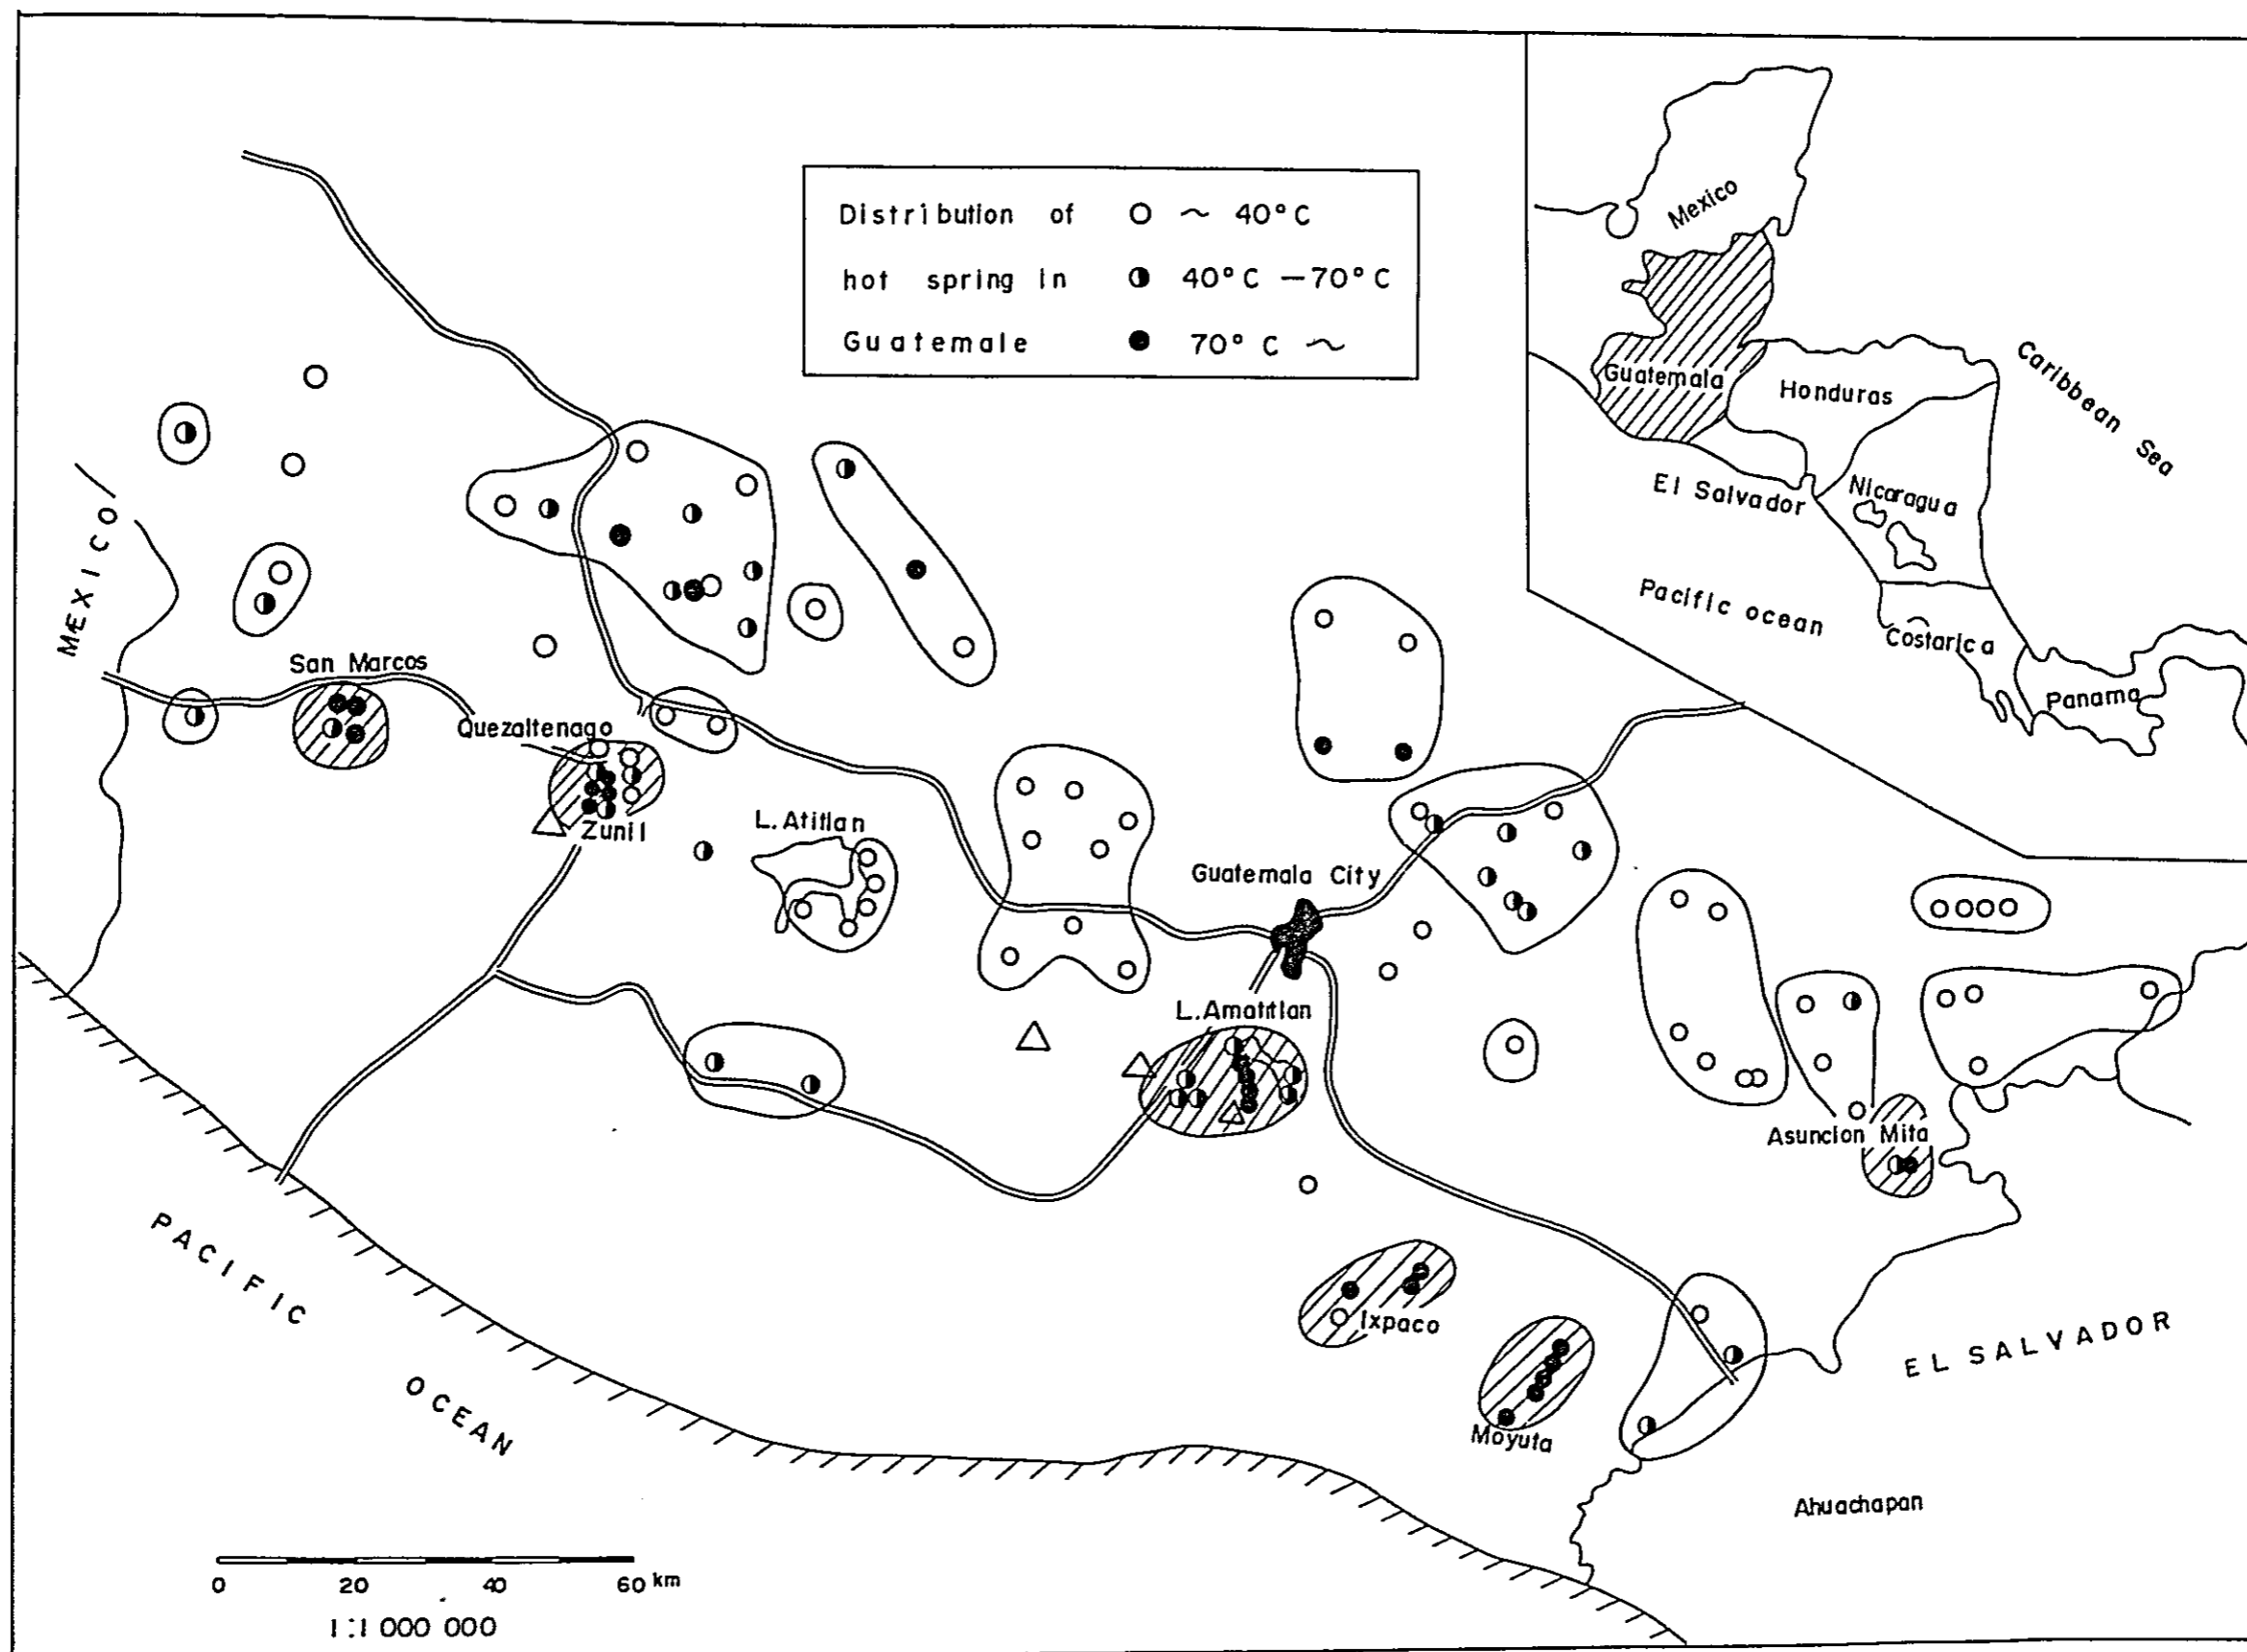 Distribution of ○ ~ 40°C
hot spring in ◑ 40°C – 70°C
Guatemale ● 70°C ~
Mexico
Guatemala
Honduras
Caribbean Sea
El Salvador
Nicaragua
Pacific ocean
Costarica
Panama
MEXICO
San Marcos
Quezaltenago
Zunil
L. Atitlan
Guatemala City
L. Amatitlan
Asuncion Mita
Ixpaco
Moyuta
EL SALVADOR
Ahuachapan
PACIFIC
OCEAN
0 20 40 60 km
1:1 000 000